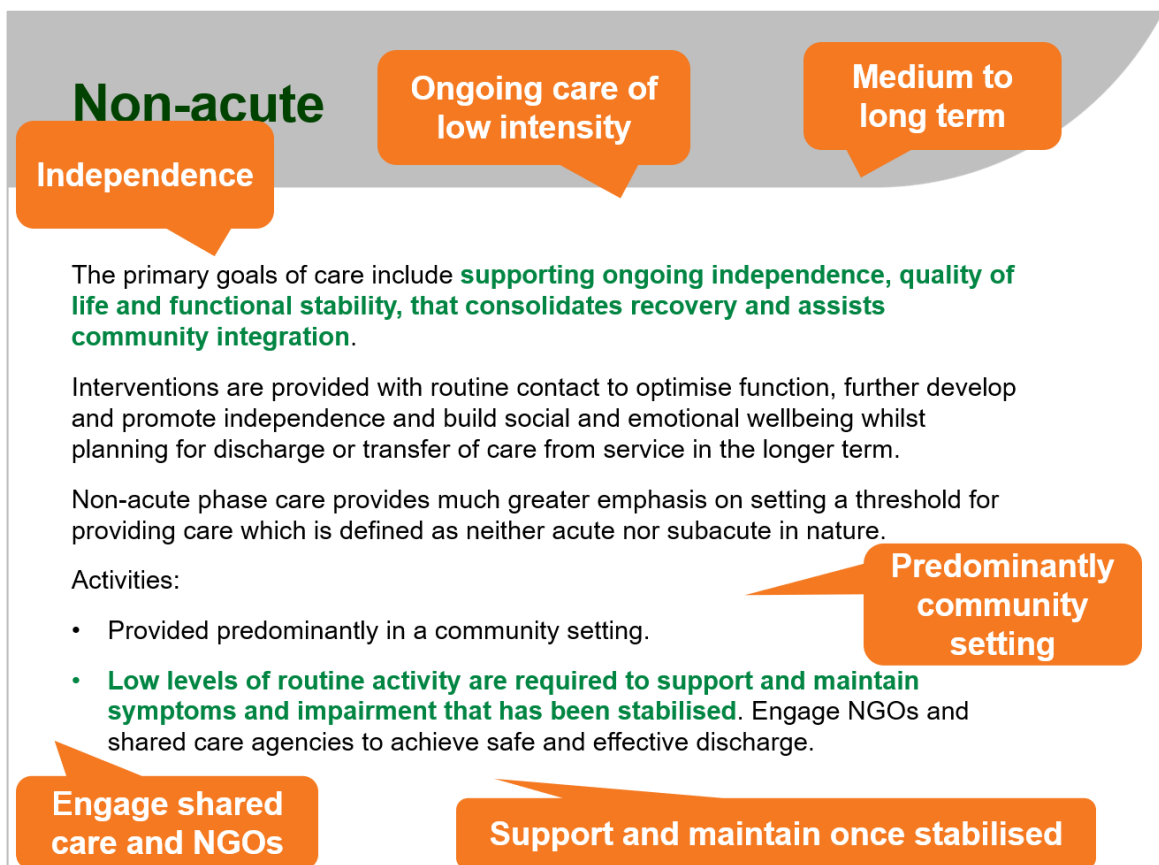 Non-acute
Ongoing care of
low intensity
Medium to
long term
Independence
The primary goals of care include supporting ongoing independence, quality of
life and functional stability, that consolidates recovery and assists
community integration.
Interventions are provided with routine contact to optimise function, further develop
and promote independence and build social and emotional wellbeing whilst
planning for discharge or transfer of care from service in the longer term.
Non-acute phase care provides much greater emphasis on setting a threshold for
providing care which is defined as neither acute nor subacute in nature.
Predominantly
community
setting
Activities:
• Provided predominantly in a community setting.
• Low levels of routine activity are required to support and maintain
symptoms and impairment that has been stabilised. Engage NGOs and
shared care agencies to achieve safe and effective discharge.
Engage shared
care and NGOs
Support and maintain once stabilised